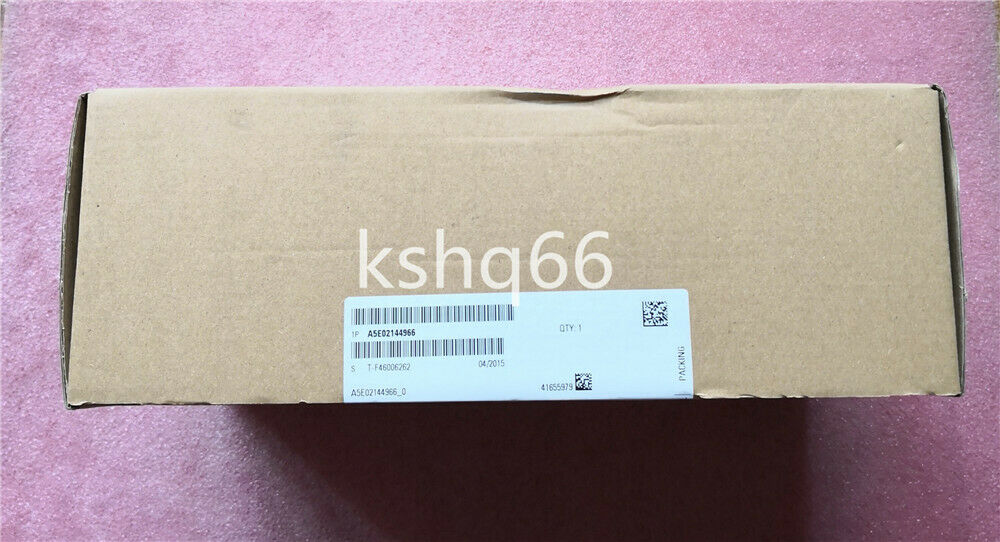 kshq66
1P A5E02144966
QTY: 1
S T-F46006262 04/2015
A5E02144966_0
41655979
PACKING